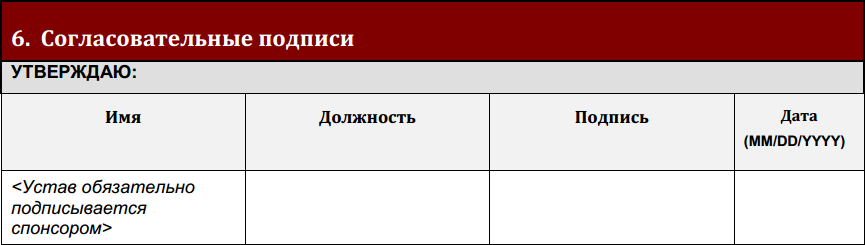 6. Согласовательные подписи
УТВЕРЖДАЮ:
Имя Должность Подпись Дата
(MM/DD/YYYY)
<Устав обязательно
подписывается
спонсором>